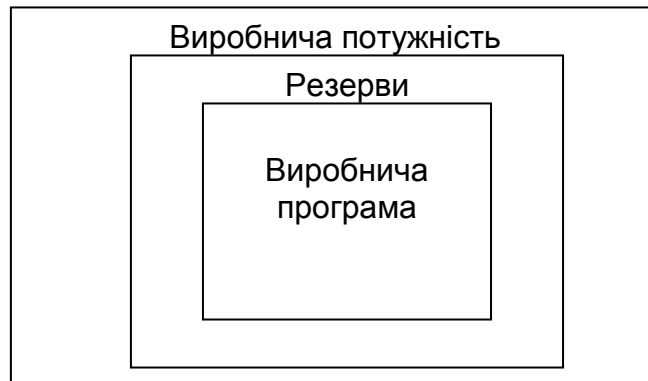 Виробнича потужність
Резерви
Виробнича
програма